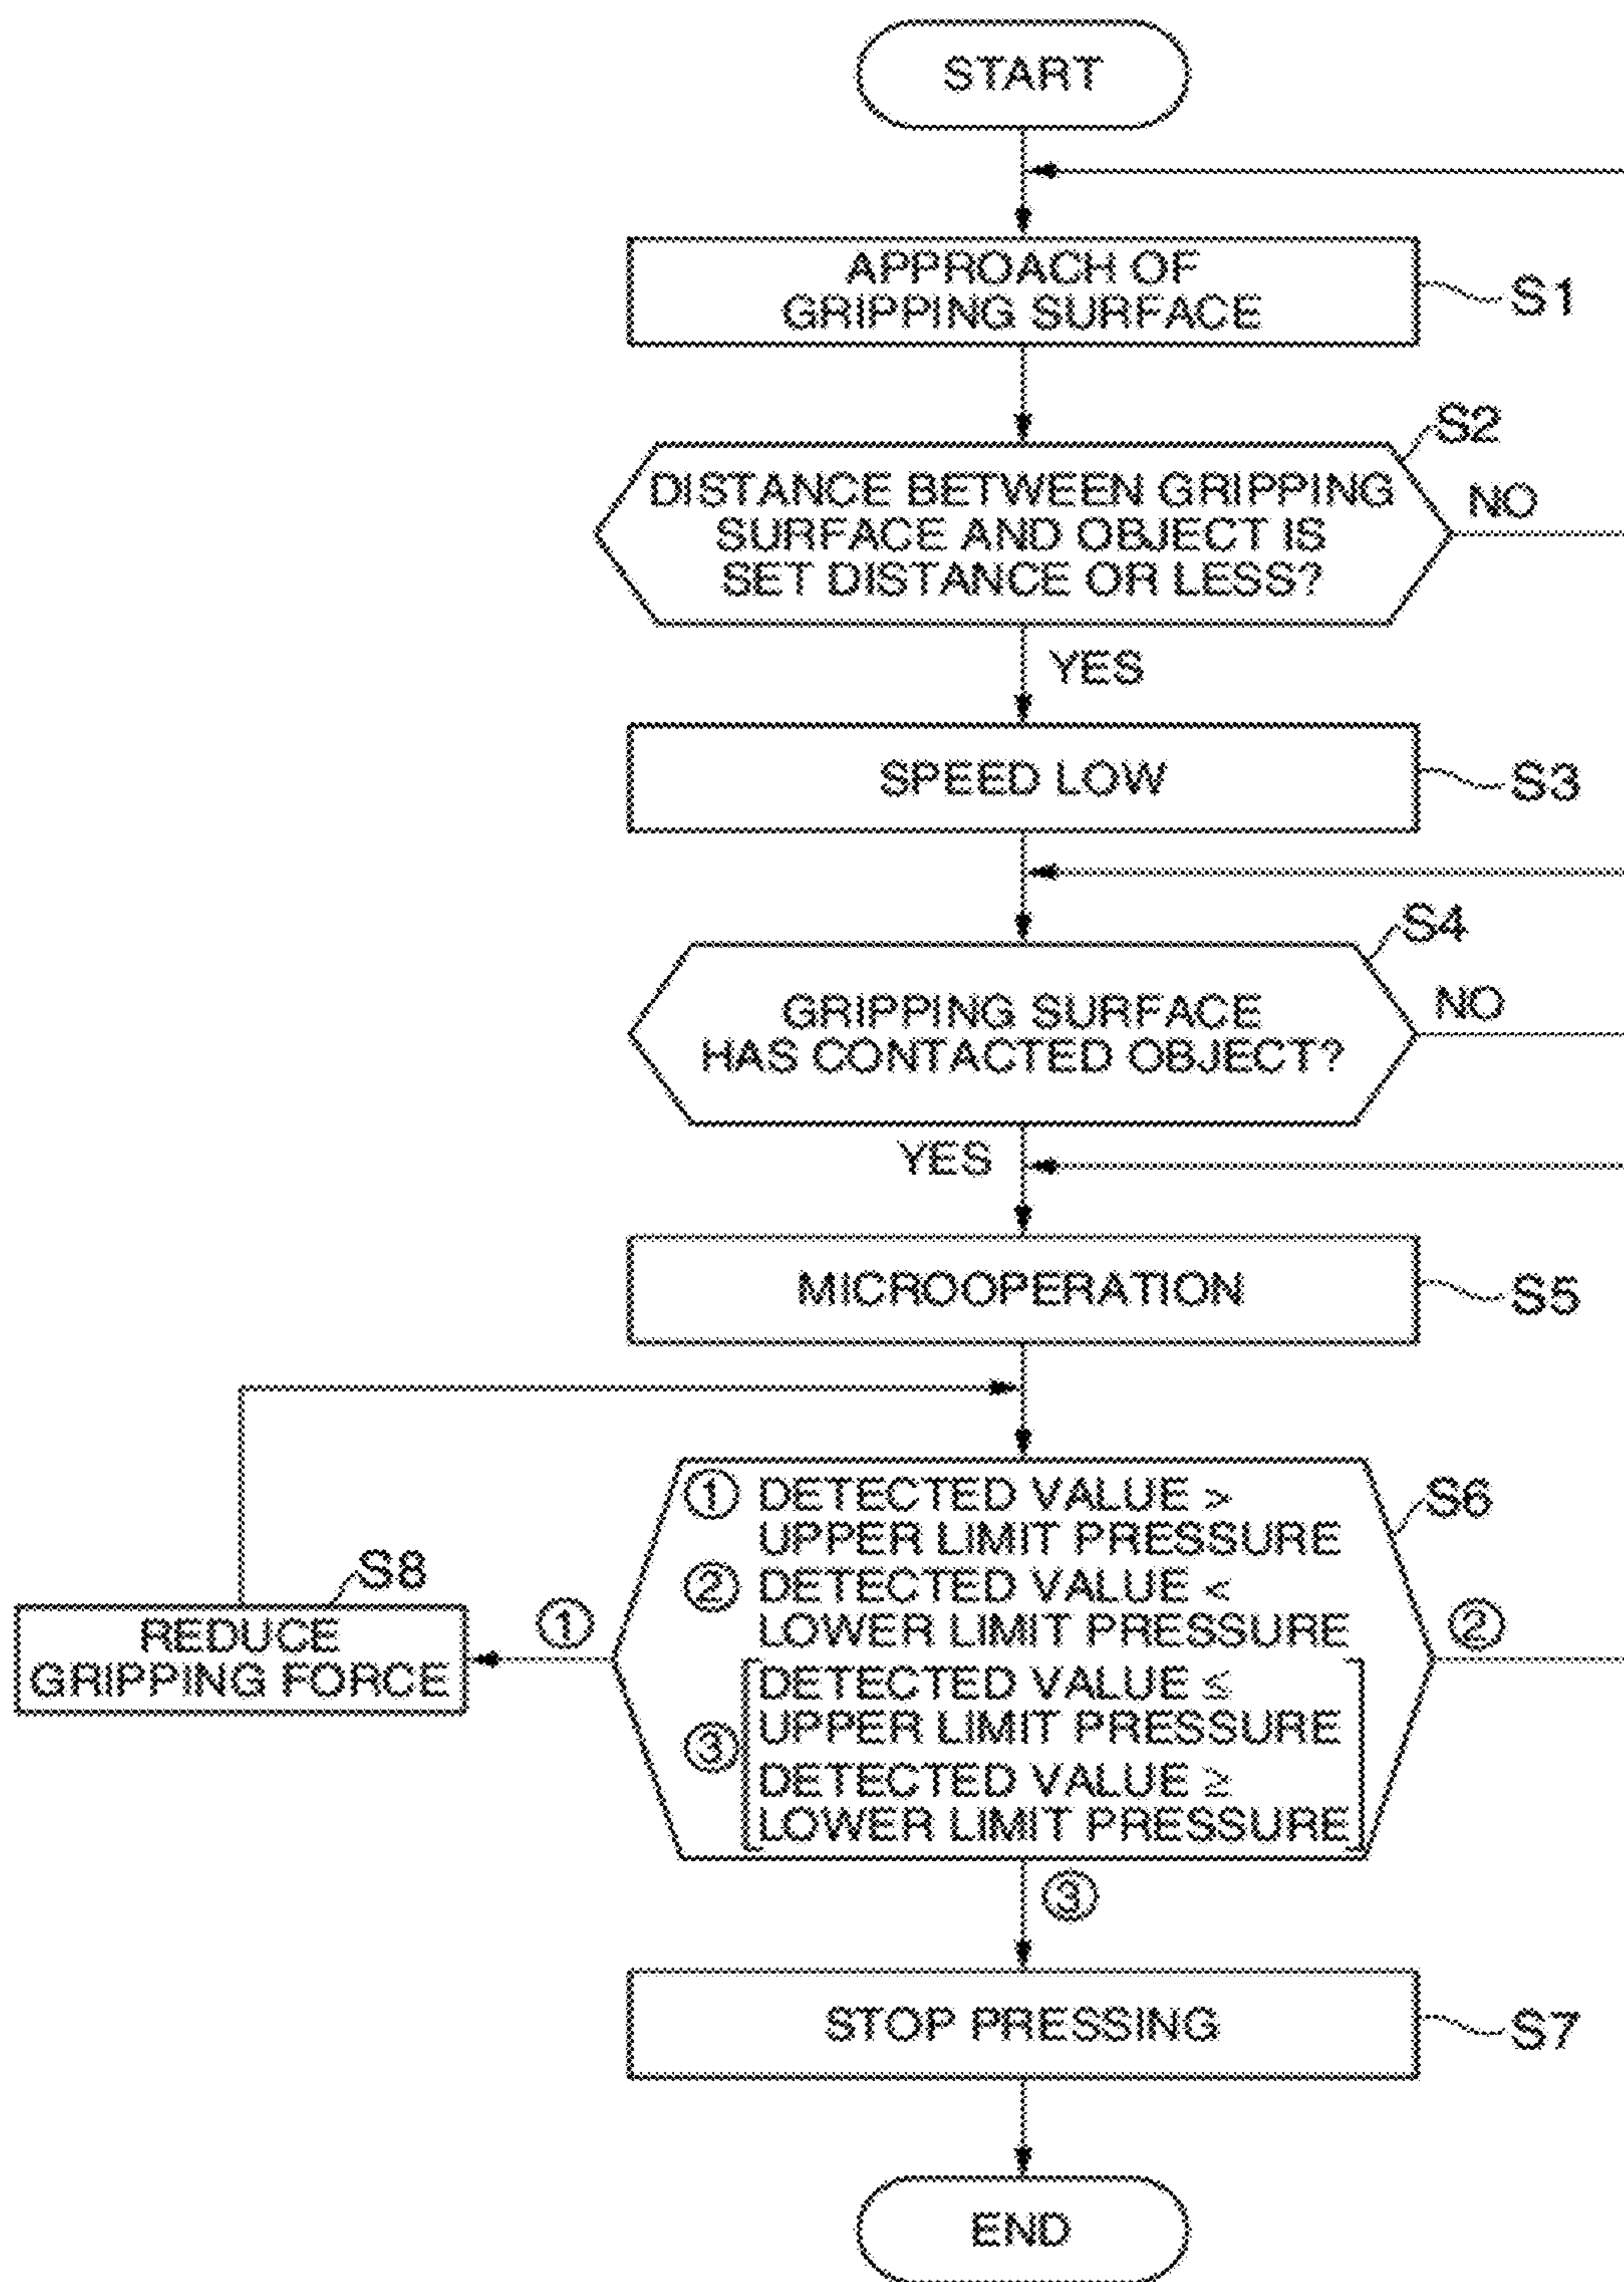 START
APPROACH OF
GRIPPING SURFACE
S1
S2
DISTANCE BETWEEN GRIPPING
SURFACE AND OBJECT IS
SET DISTANCE OR LESS?
NO
YES
SPEED LOW
S3
S4
GRIPPING SURFACE
HAS CONTACTED OBJECT?
NO
YES
MICROOPERATION
S5
S6
① DETECTED VALUE >
UPPER LIMIT PRESSURE
② DETECTED VALUE <
LOWER LIMIT PRESSURE
③ DETECTED VALUE ≤
UPPER LIMIT PRESSURE
DETECTED VALUE ≥
LOWER LIMIT PRESSURE
S8
REDUCE
GRIPPING FORCE
①
②
③
STOP PRESSING
S7
END